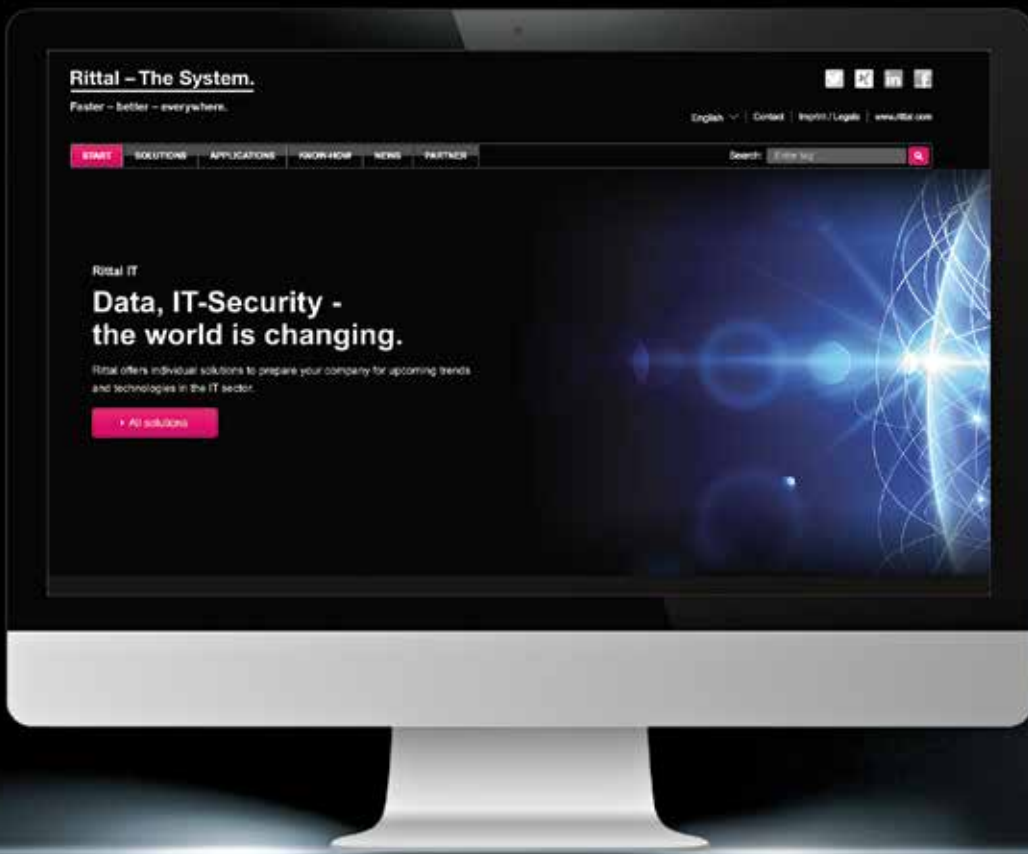 Rittal – The System.
Faster – better – everywhere.
English | Contact | Imprint / Legals | www.rittal.com
START SOLUTIONS APPLICATIONS KNOW-HOW NEWS PARTNER
Search: Enter tag
Rittal IT
Data, IT-Security -
the world is changing.
Rittal offers individual solutions to prepare your company for upcoming trends
and technologies in the IT sector.
All solutions